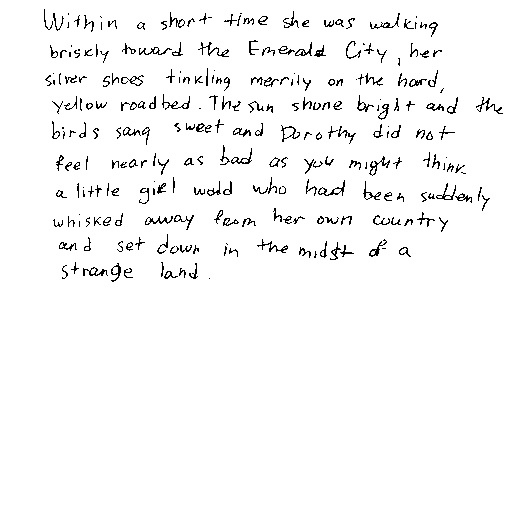 Within a short time she was walking
briskly toward the Emerald City, her
silver shoes tinkling merrily on the hard,
yellow roadbed. The sun shone bright and the
birds sang sweet and Dorothy did not
feel nearly as bad as you might think
a little girl would who had been suddenly
whisked away from her own country
and set down in the midst of a
strange land.